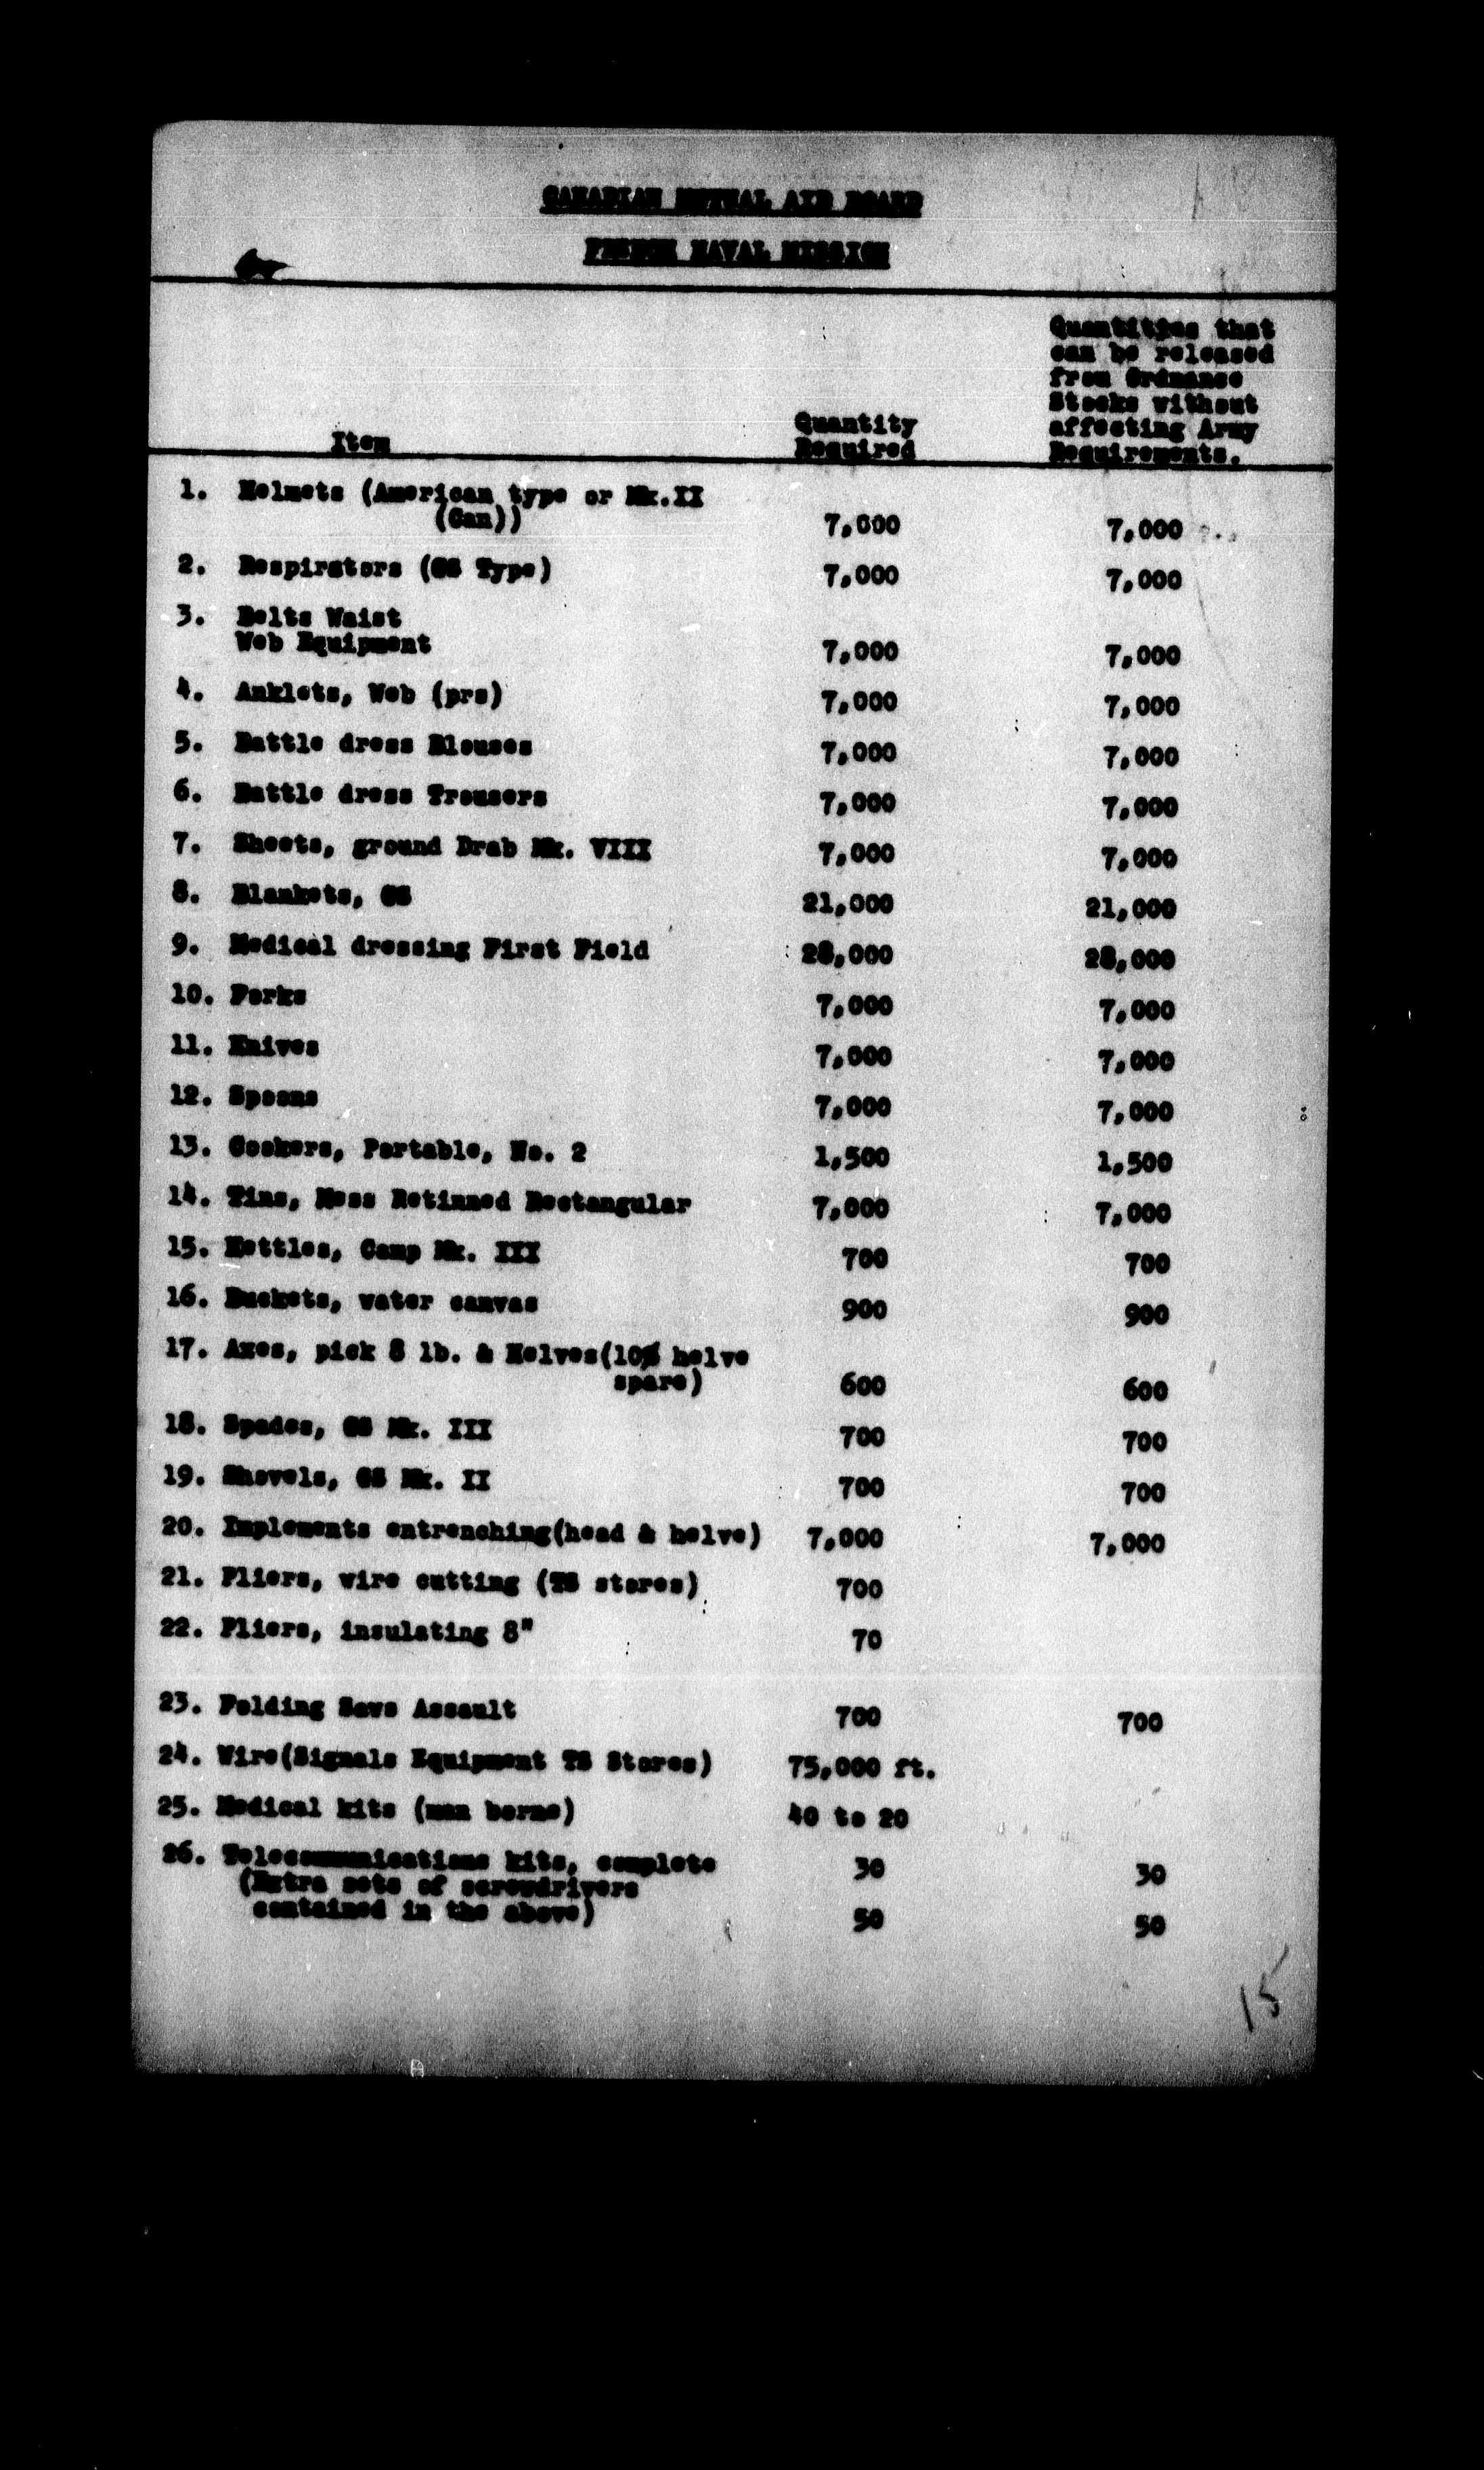 CANADIAN MUTUAL AID BOARD
FRENCH NAVAL MISSION
Item
Quantity
Required
Quantities that
can be released
from Ordnance
Stocks without
affecting Army
Requirements.
1. Helmets (American type or Mk.II
(Can)) 7,000 7,000
2. Respirators (GS Type) 7,000 7,000
3. Belts Waist
Web Equipment 7,000 7,000
4. Anklets, Web (prs) 7,000 7,000
5. Battle dress Blouses 7,000 7,000
6. Battle dress Trousers 7,000 7,000
7. Sheets, ground Drab Mk. VIII 7,000 7,000
8. Blankets, GS 21,000 21,000
9. Medical dressing First Field 28,000 28,000
10. Forks 7,000 7,000
11. Knives 7,000 7,000
12. Spoons 7,000 7,000
13. Cookers, Portable, No. 2 1,500 1,500
14. Tins, Mess Retinned Rectangular 7,000 7,000
15. Kettles, Camp Mk. III 700 700
16. Buckets, water canvas 900 900
17. Axes, pick 8 lb. & Helves(10% helve
spare) 600 600
18. Spades, GS Mk. III 700 700
19. Shovels, GS Mk. II 700 700
20. Implements entrenching(head & helve) 7,000 7,000
21. Pliers, wire cutting (TS stores) 700
22. Pliers, insulating 8" 70
23. Folding Saws Assault 700 700
24. Wire(Signals Equipment TS Stores) 75,000 ft.
25. Medical kits (man borne) 40 to 20
26. Telecommunications kits, complete 30 30
(Extra sets of screwdrivers
contained in the above) 50 50
15